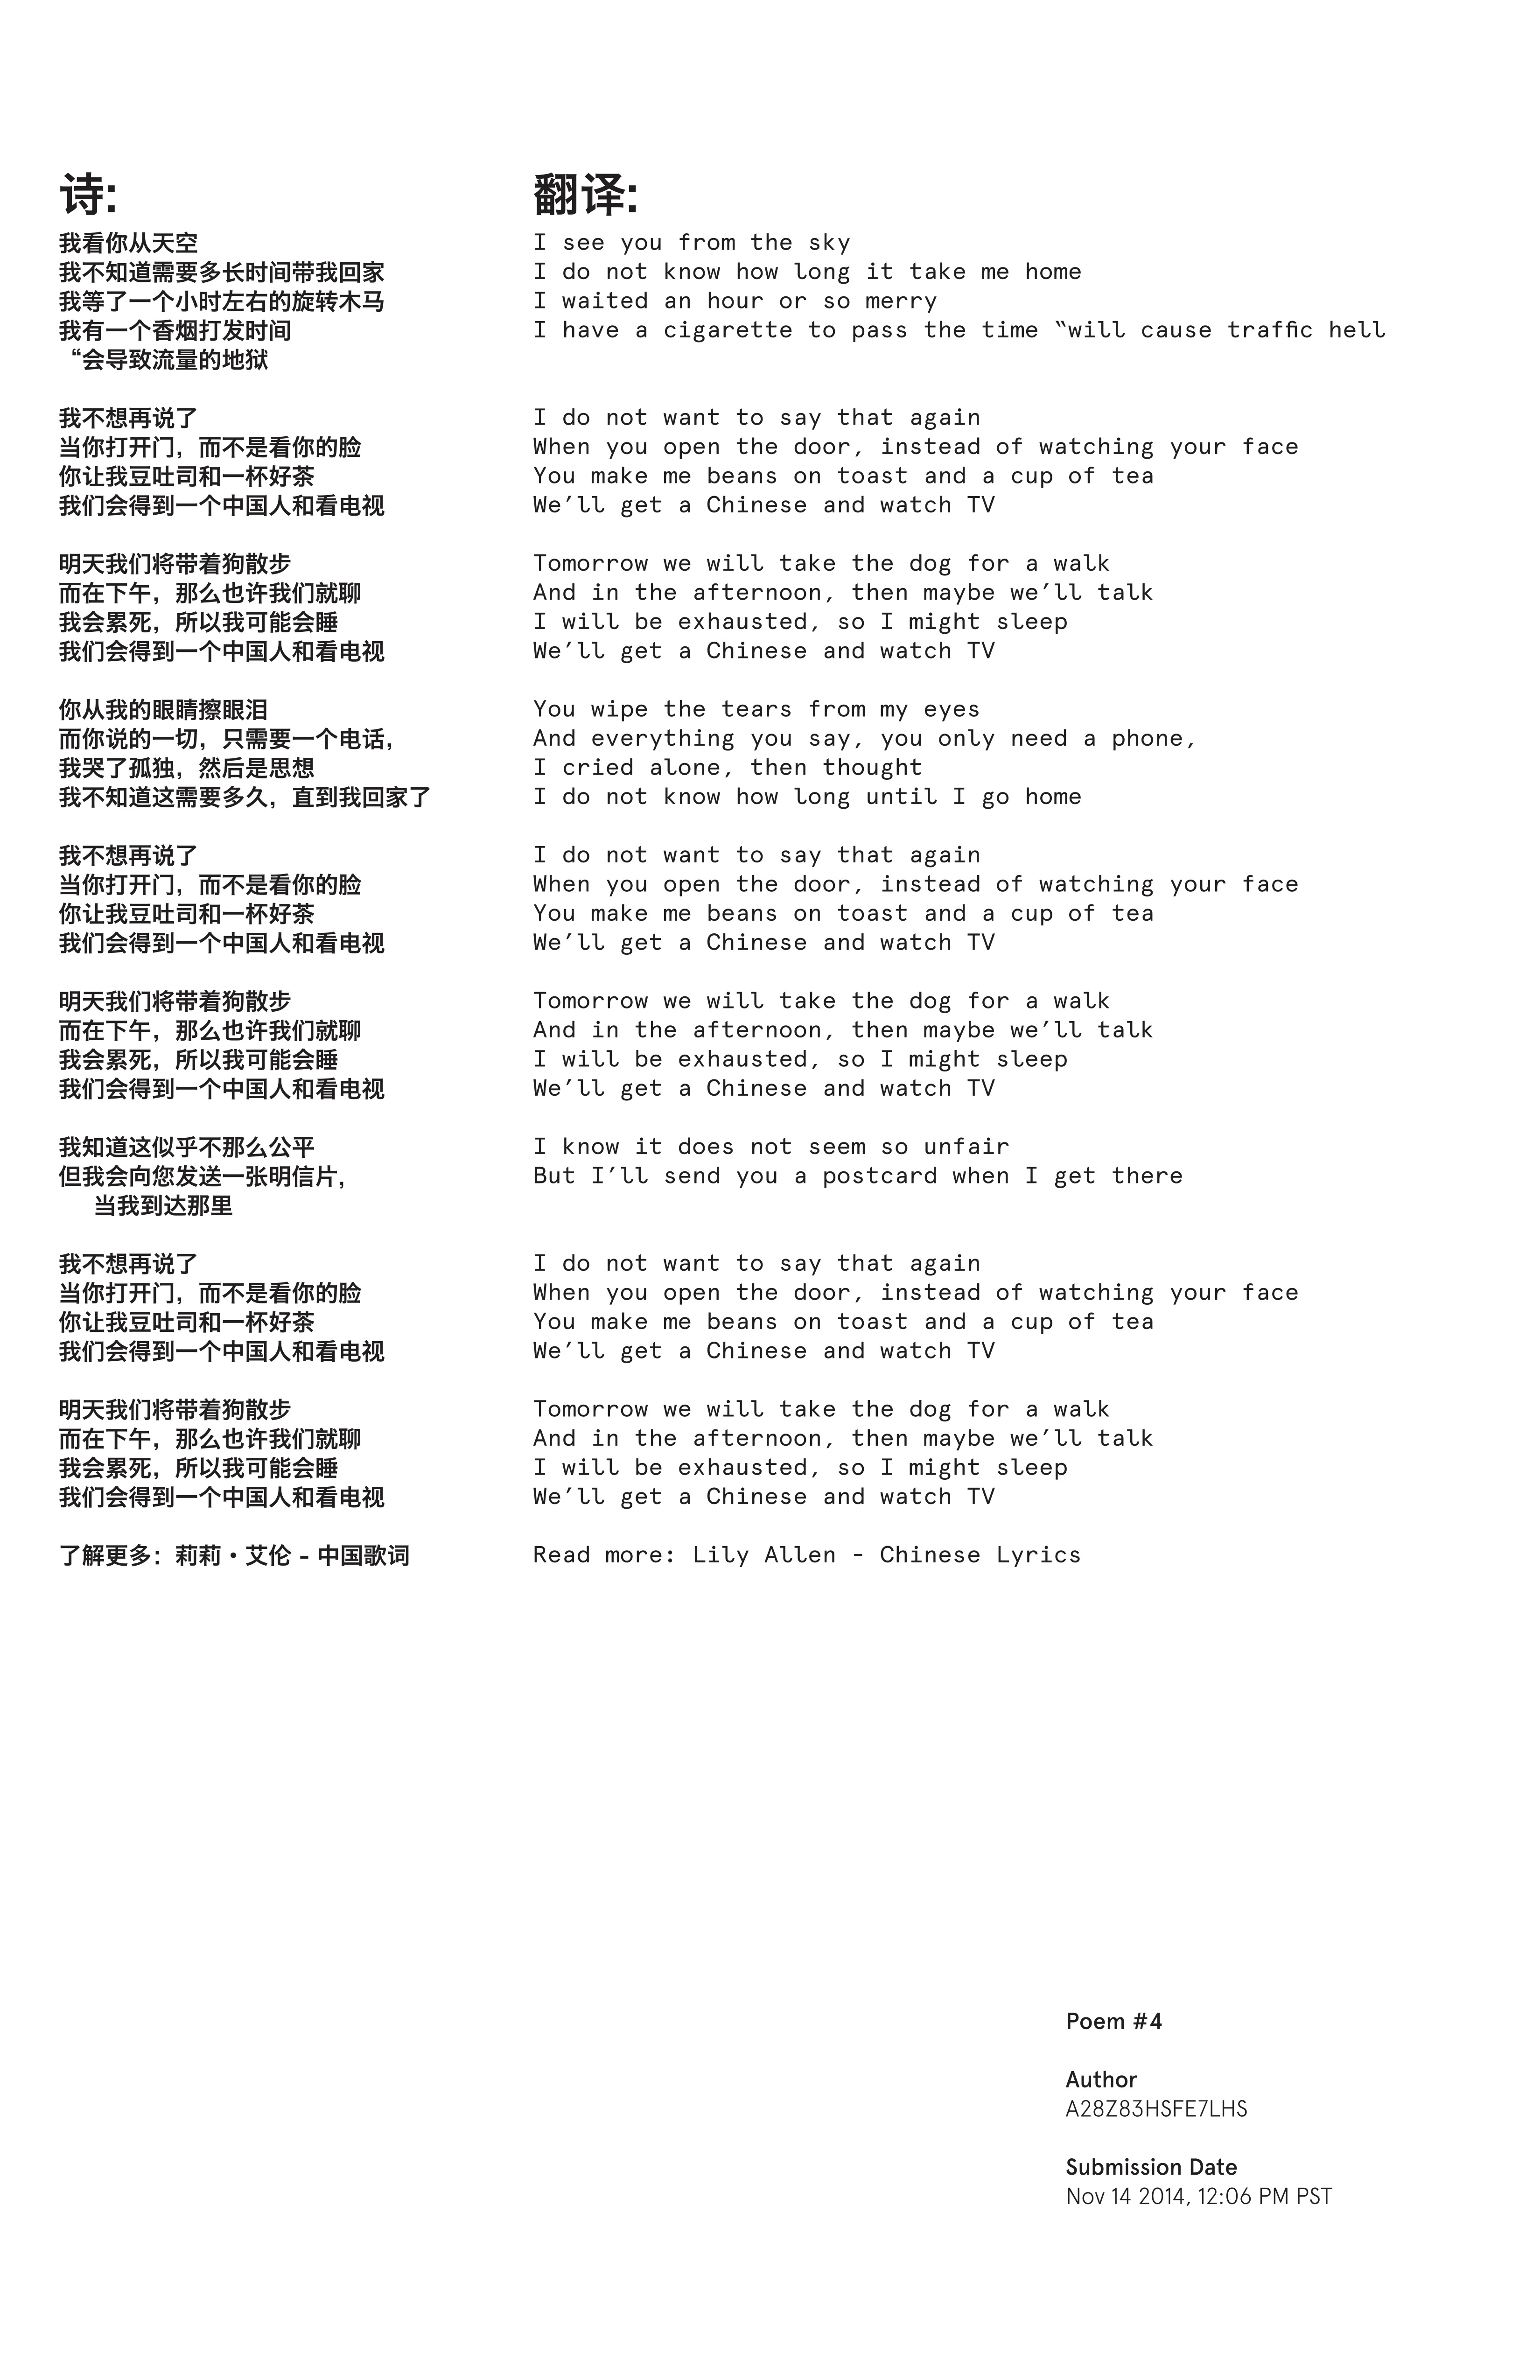 诗:
我看你从天空
我不知道需要多长时间带我回家
我等了一个小时左右的旋转木马
我有一个香烟打发时间
“会导致流量的地狱
我不想再说了
当你打开门，而不是看你的脸
你让我豆吐司和一杯好茶
我们会得到一个中国人和看电视
明天我们将带着狗散步
而在下午，那么也许我们就聊
我会累死，所以我可能会睡
我们会得到一个中国人和看电视
你从我的眼睛擦眼泪
而你说的一切，只需要一个电话，
我哭了孤独，然后是思想
我不知道这需要多久，直到我回家了
我不想再说了
当你打开门，而不是看你的脸
你让我豆吐司和一杯好茶
我们会得到一个中国人和看电视
明天我们将带着狗散步
而在下午，那么也许我们就聊
我会累死，所以我可能会睡
我们会得到一个中国人和看电视
我知道这似乎不那么公平
但我会向您发送一张明信片，
当我到达那里
我不想再说了
当你打开门，而不是看你的脸
你让我豆吐司和一杯好茶
我们会得到一个中国人和看电视
明天我们将带着狗散步
而在下午，那么也许我们就聊
我会累死，所以我可能会睡
我们会得到一个中国人和看电视
了解更多：莉莉·艾伦 - 中国歌词
翻译:
I see you from the sky
I do not know how long it take me home
I waited an hour or so merry
I have a cigarette to pass the time “will cause traffic hell
I do not want to say that again
When you open the door, instead of watching your face
You make me beans on toast and a cup of tea
We’ll get a Chinese and watch TV
Tomorrow we will take the dog for a walk
And in the afternoon, then maybe we’ll talk
I will be exhausted, so I might sleep
We’ll get a Chinese and watch TV
You wipe the tears from my eyes
And everything you say, you only need a phone,
I cried alone, then thought
I do not know how long until I go home
I do not want to say that again
When you open the door, instead of watching your face
You make me beans on toast and a cup of tea
We’ll get a Chinese and watch TV
Tomorrow we will take the dog for a walk
And in the afternoon, then maybe we’ll talk
I will be exhausted, so I might sleep
We’ll get a Chinese and watch TV
I know it does not seem so unfair
But I’ll send you a postcard when I get there
I do not want to say that again
When you open the door, instead of watching your face
You make me beans on toast and a cup of tea
We’ll get a Chinese and watch TV
Tomorrow we will take the dog for a walk
And in the afternoon, then maybe we’ll talk
I will be exhausted, so I might sleep
We’ll get a Chinese and watch TV
Read more: Lily Allen - Chinese Lyrics
Poem #4
Author
A28Z83HSFE7LHS
Submission Date
Nov 14 2014, 12:06 PM PST